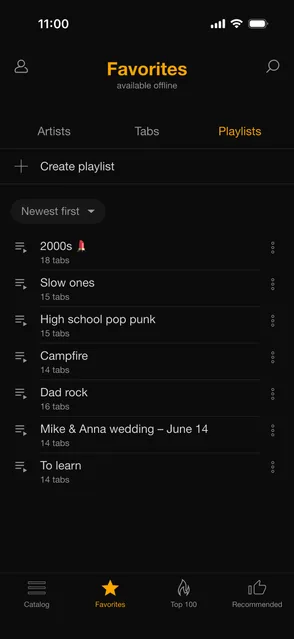 11:00
Favorites
available offline
Artists Tabs Playlists
Create playlist
Newest first
2000s 💄
18 tabs
Slow ones
15 tabs
High school pop punk
15 tabs
Campfire
14 tabs
Dad rock
16 tabs
Mike & Anna wedding – June 14
14 tabs
To learn
14 tabs
Catalog Favorites Top 100 Recommended